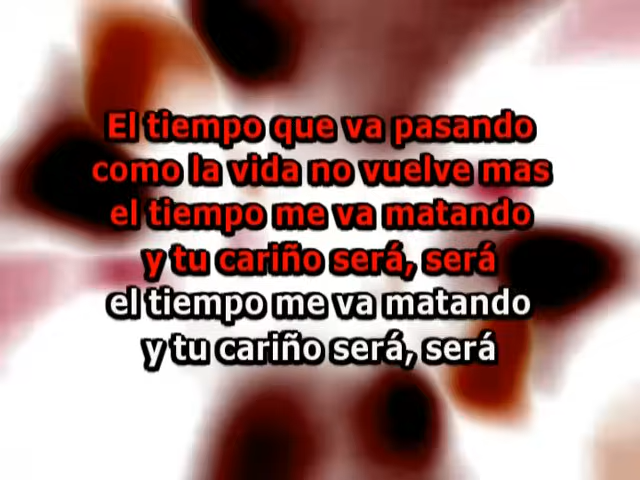 El tiempo que va pasando
como la vida no vuelve mas
el tiempo me va matando
y tu cariño será, será
el tiempo me va matando
y tu cariño será, será